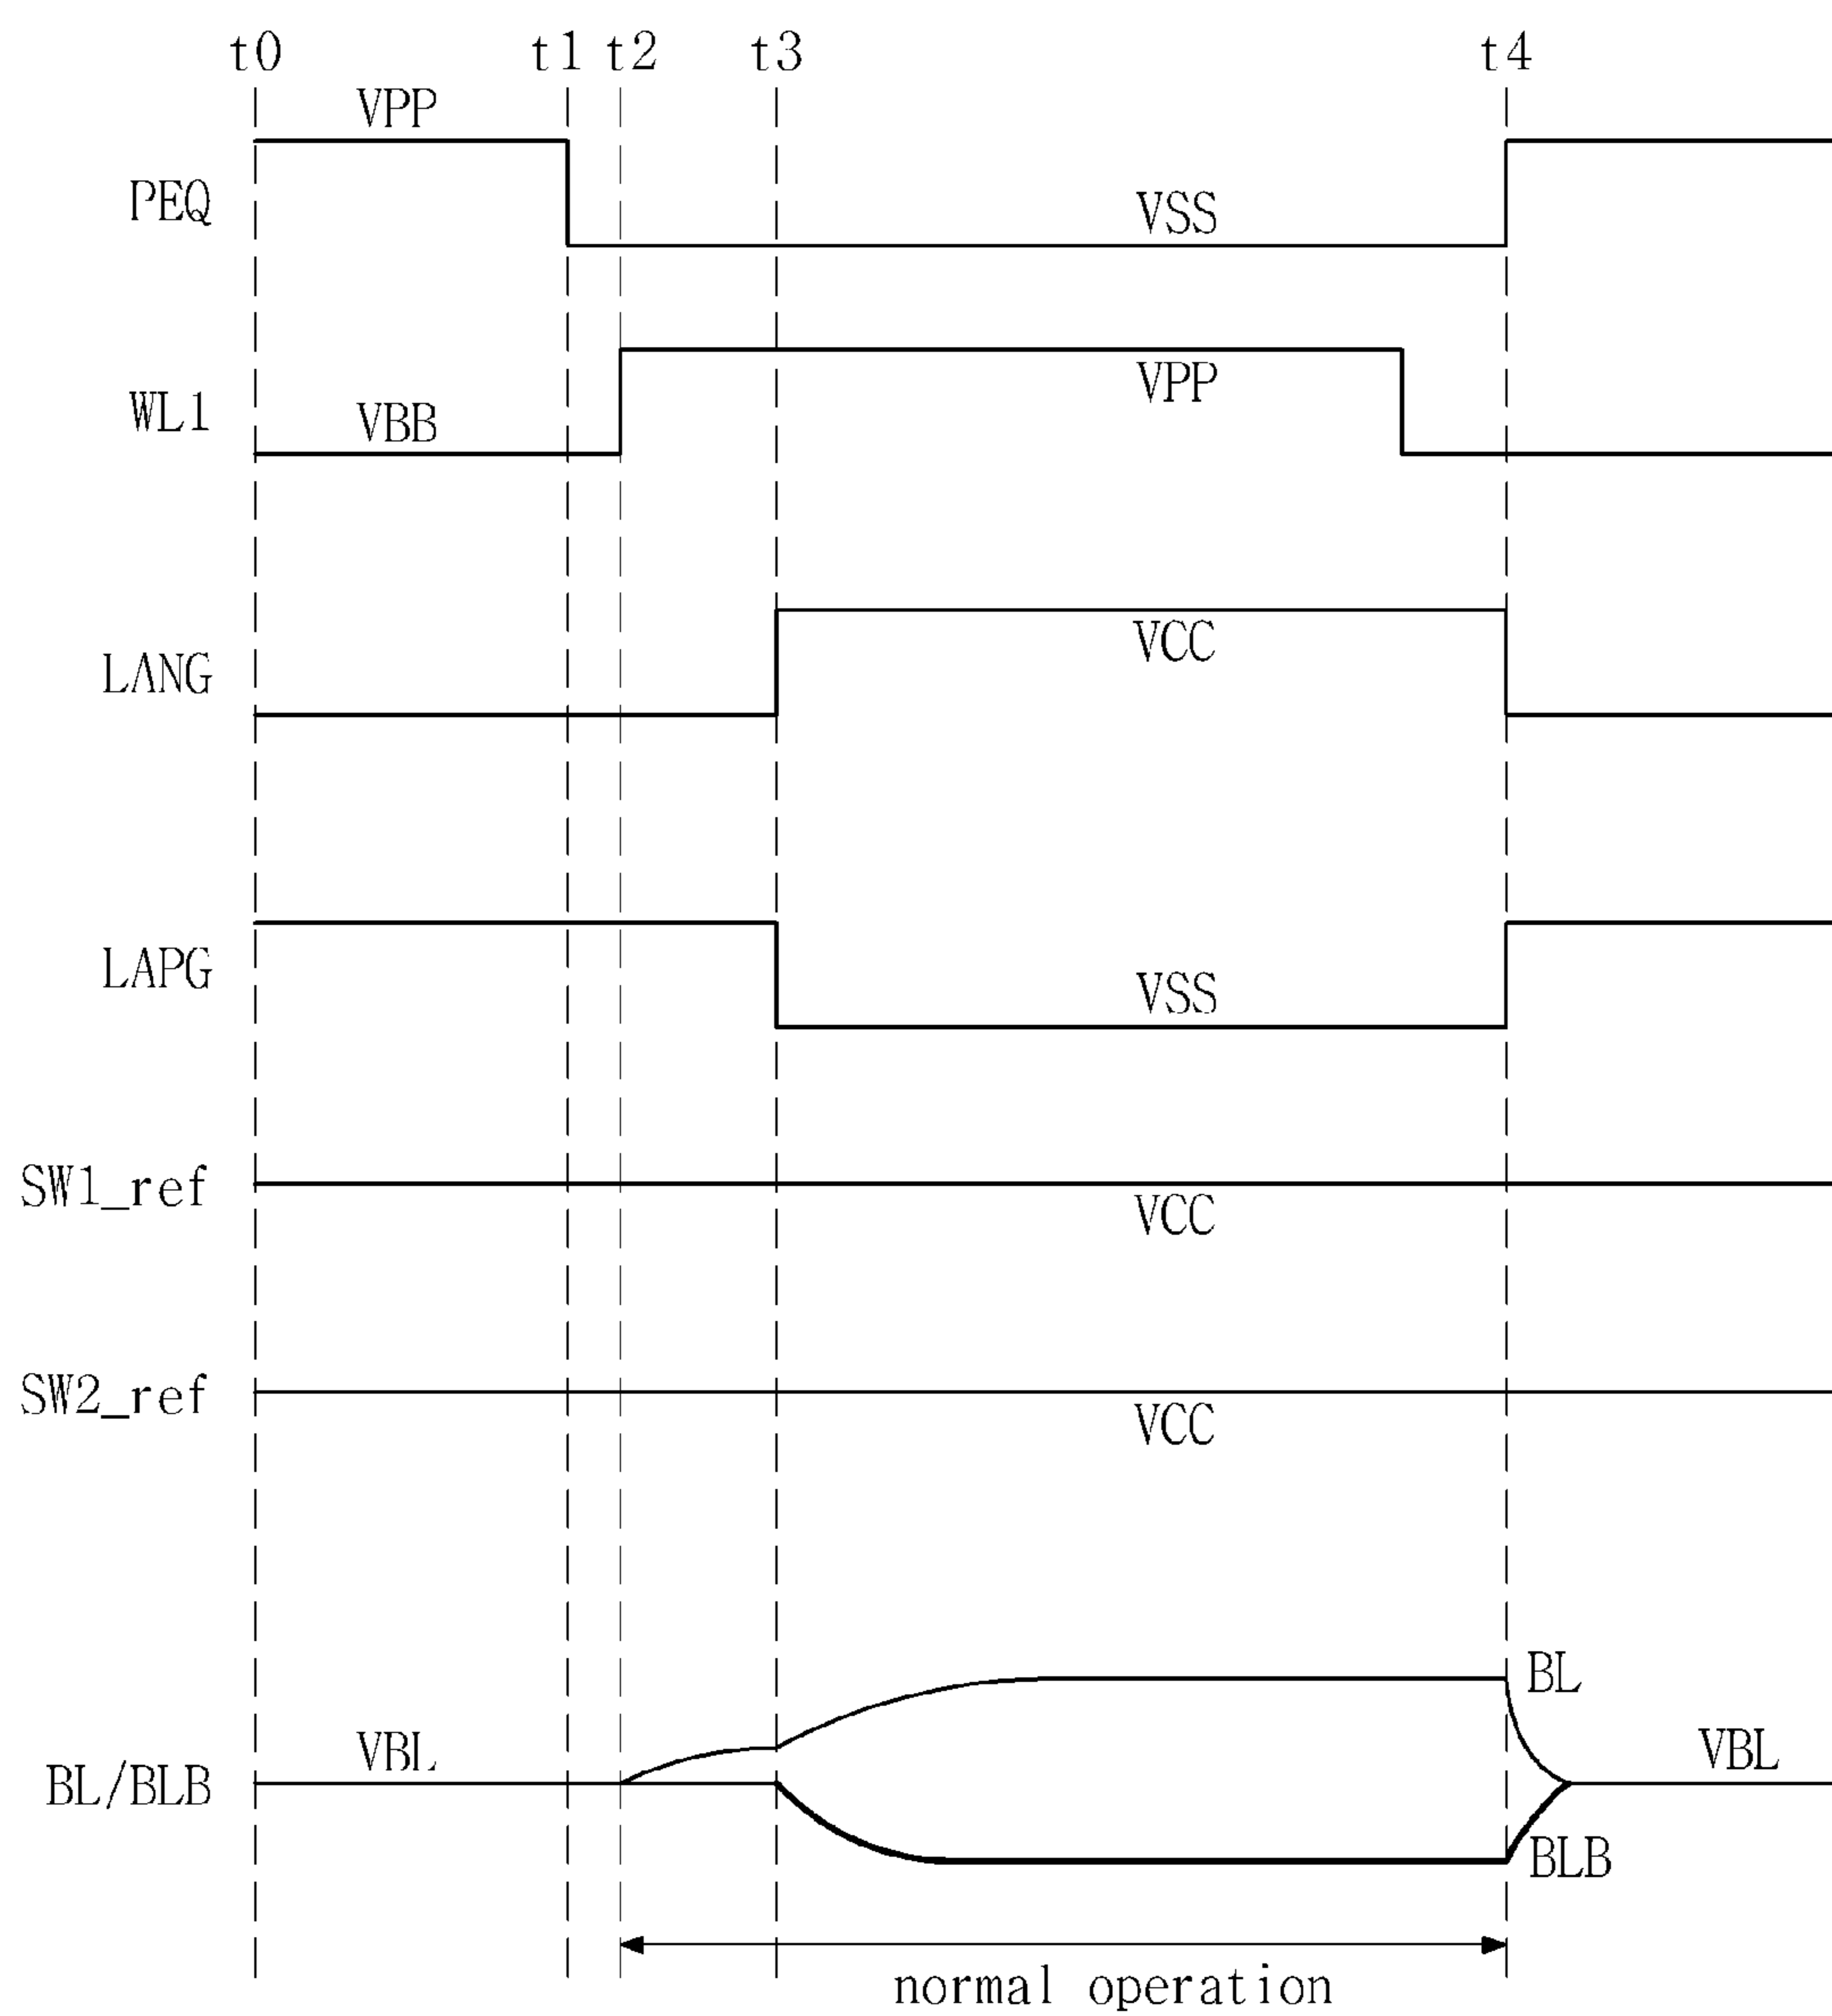 t0 t1 t2 t3 t4
VPP
PEQ
VSS
VPP
WL1
VBB
VCC
LANG
LAPG
VSS
SW1_ref
VCC
SW2_ref
VCC
BL
VBL
VBL
BL/BLB
BLB
normal operation